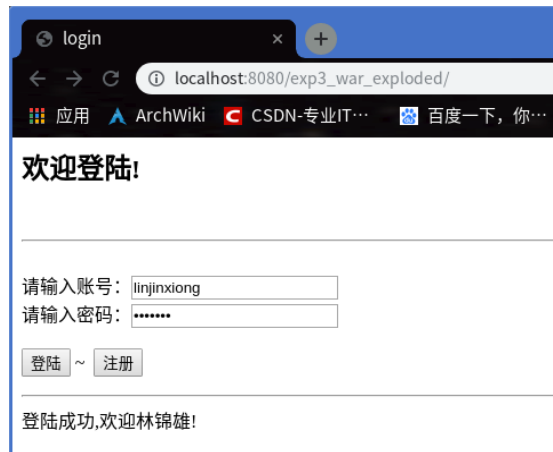 login
localhost:8080/exp3_war_exploded/
应用 ArchWiki CSDN-专业IT… 百度一下，你…
欢迎登陆!
请输入账号：linjinxiong
请输入密码：•••••••
登陆 ~ 注册
登陆成功,欢迎林锦雄!